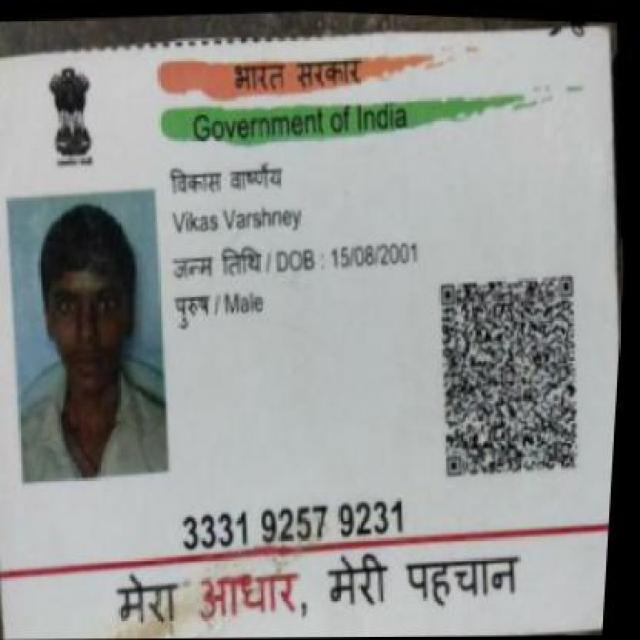 भारत सरकार
Government of India
विकास वार्ष्णेय
Vikas Varshney
जन्म तिथि / DOB : 15/08/2001
पुरुष / Male
3331 9257 9231
मेरा आधार, मेरी पहचान